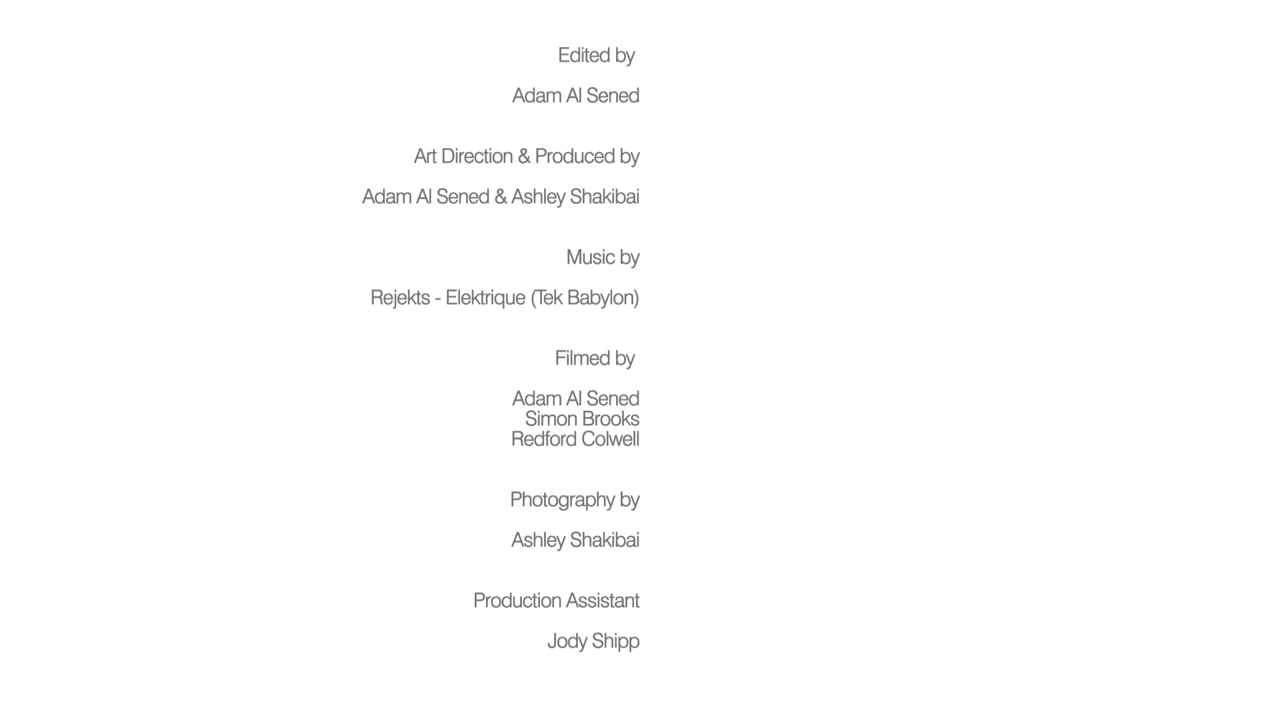 Edited by
Adam Al Sened
Art Direction & Produced by
Adam Al Sened & Ashley Shakibai
Music by
Rejekts - Elektrique (Tek Babylon)
Filmed by
Adam Al Sened
Simon Brooks
Redford Colwell
Photography by
Ashley Shakibai
Production Assistant
Jody Shipp